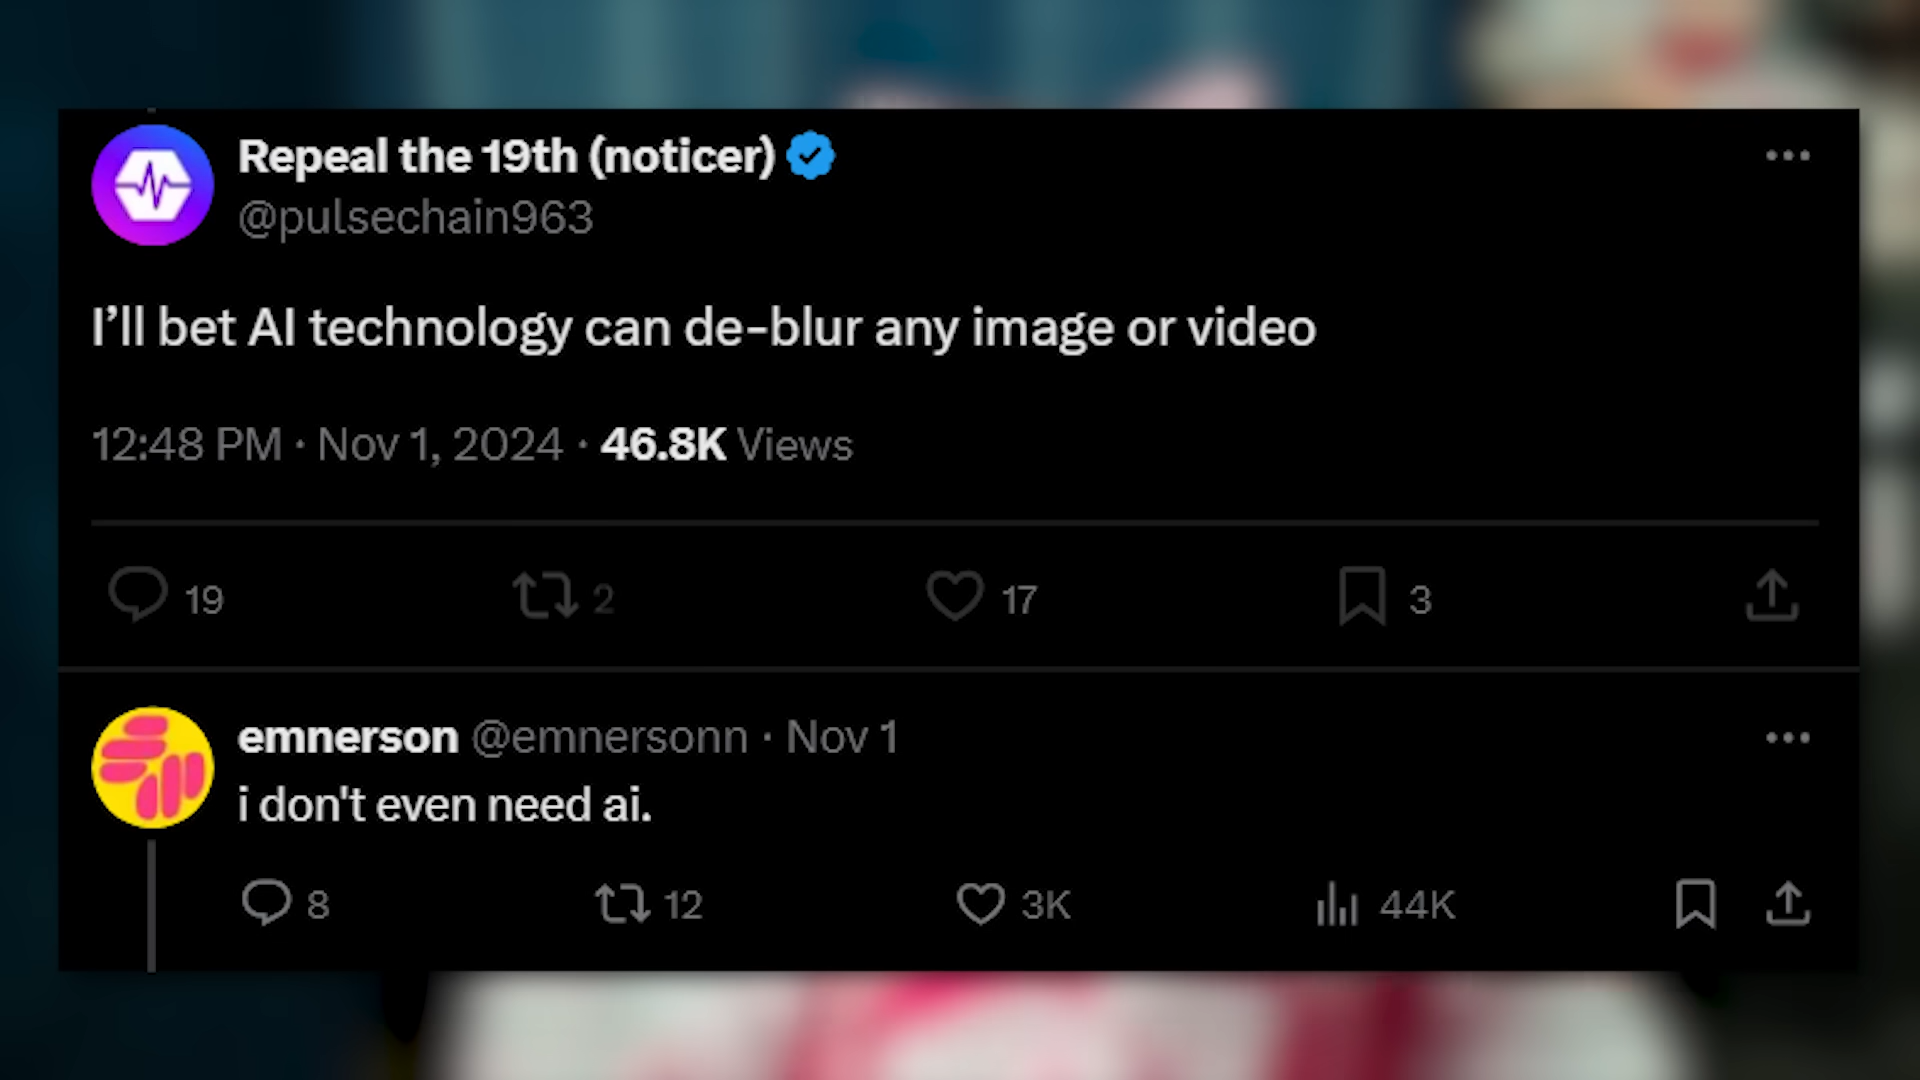 Repeal the 19th (noticer)
@pulsechain963
I’ll bet AI technology can de-blur any image or video
12:48 PM · Nov 1, 2024 · 46.8K Views
19 2 17 3
emnerson @emnersonn · Nov 1
i don't even need ai.
8 12 3K 44K